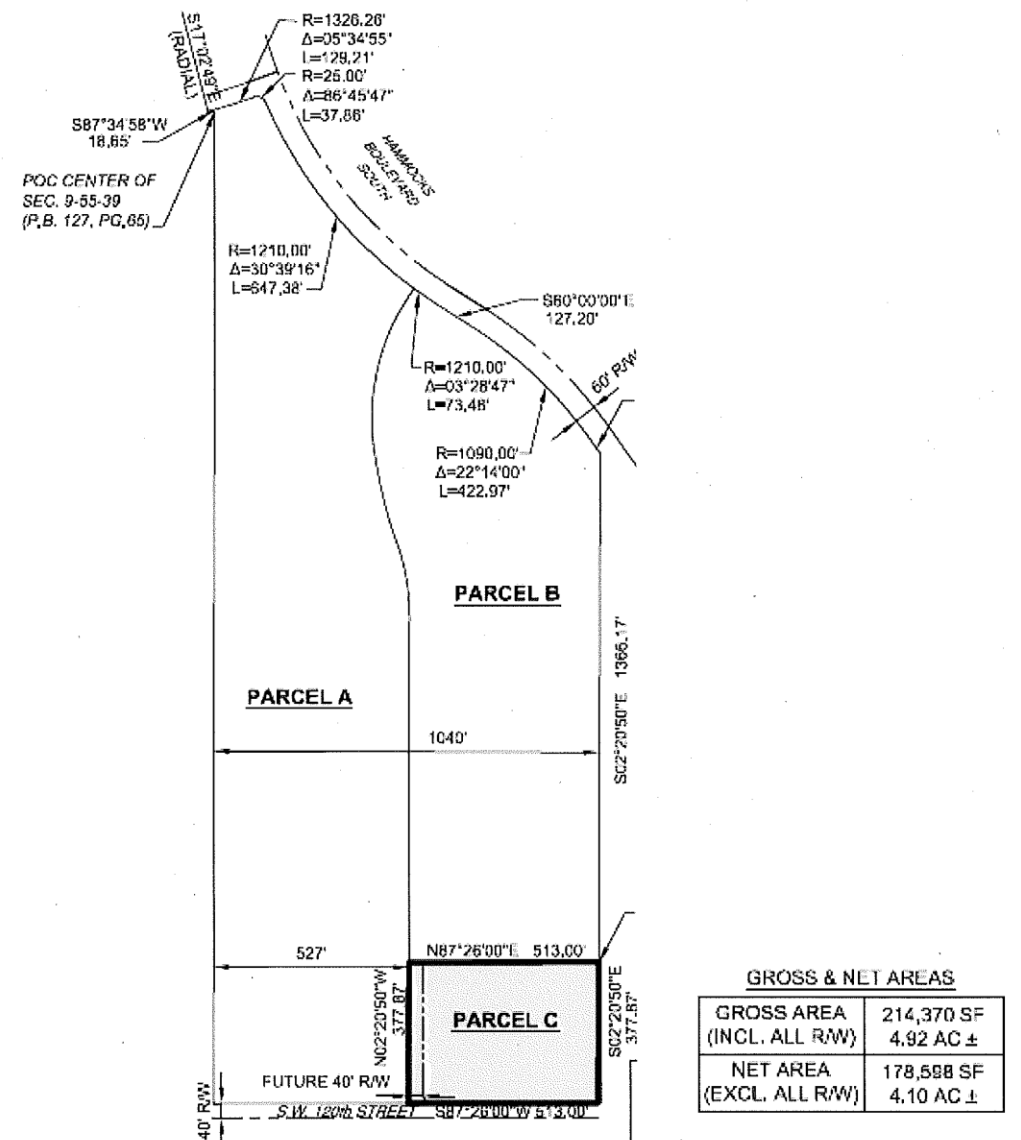 S17°02'49"E
(RADIAL)
R=1326.26'
Δ=05°34'55"
L=129.21'
R=25.00'
Δ=86°45'47"
L=37.86'
S87°34'58"W
18.65'
POC CENTER OF
SEC. 9-55-39
(P.B. 127, PG.65)
HAMMOCKS
BOULEVARD
SOUTH
R=1210.00'
Δ=30°39'16"
L=647.38'
S60°00'00"E
127.20'
R=1210.00'
Δ=03°28'47"
L=73.48'
60' R/W
R=1090.00'
Δ=22°14'00"
L=422.97'
PARCEL B
PARCEL A
1040'
S02°20'50"E 1366.17'
527'
N87°26'00"E 513.00'
N02°20'50"W
377.87'
PARCEL C
S02°20'50"E
377.87'
FUTURE 40' R/W
S.W. 120th STREET S87°26'00"W 513.00'
40' R/W
GROSS & NET AREAS
GROSS AREA 214,370 SF
(INCL. ALL R/W) 4.92 AC ±
NET AREA 178,598 SF
(EXCL. ALL R/W) 4.10 AC ±